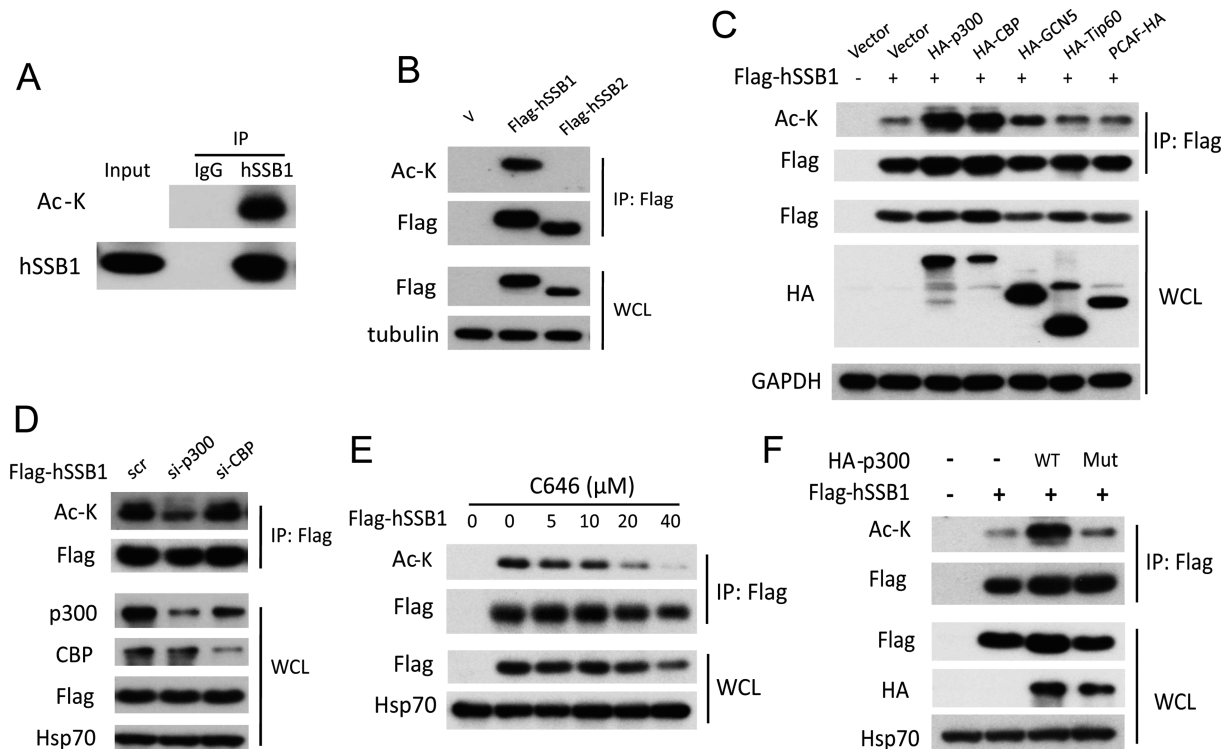 A
IP
Input IgG hSSB1
Ac-K
hSSB1
B
V Flag-hSSB1 Flag-hSSB2
Ac-K
Flag
IP: Flag
Flag
tubulin
WCL
C
Vector Vector HA-p300 HA-CBP HA-GCN5 HA-Tip60 PCAF-HA
Flag-hSSB1 - + + + + + +
Ac-K
Flag
IP: Flag
Flag
HA
GAPDH
WCL
D
Flag-hSSB1 scr si-p300 si-CBP
Ac-K
Flag
IP: Flag
p300
CBP
Flag
Hsp70
WCL
E
C646 (μM)
Flag-hSSB1 0 0 5 10 20 40
Ac-K
Flag
IP: Flag
Flag
Hsp70
WCL
F
HA-p300 - - WT Mut
Flag-hSSB1 - + + +
Ac-K
Flag
IP: Flag
Flag
HA
Hsp70
WCL